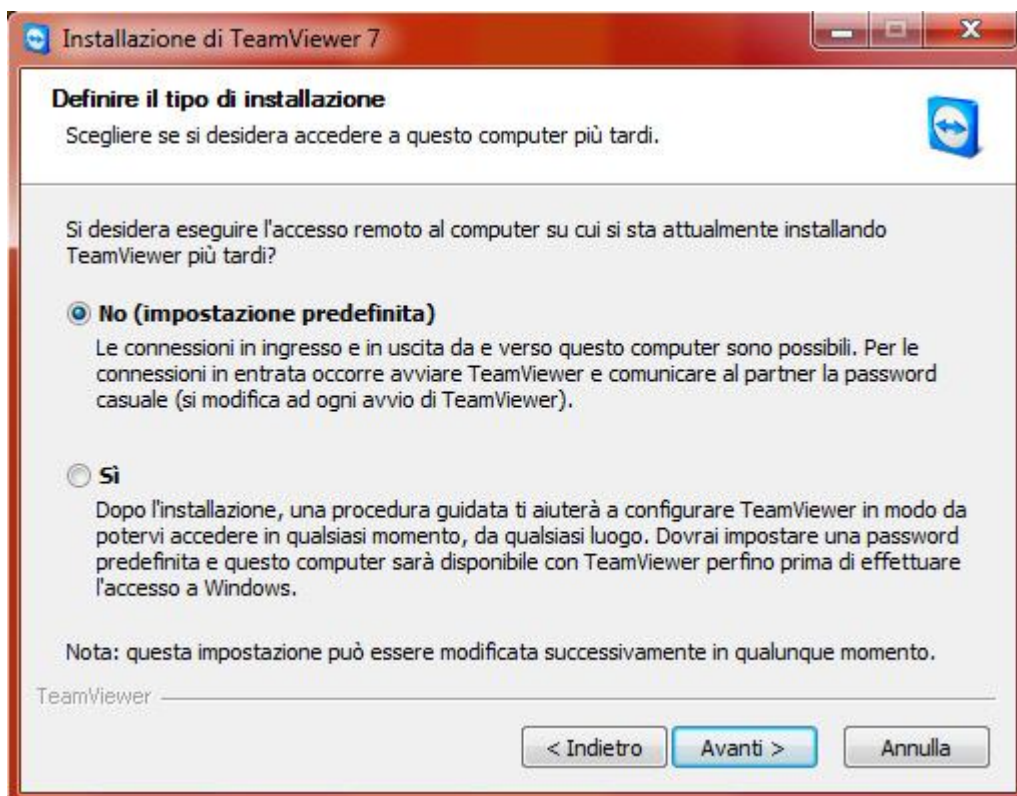 Installazione di TeamViewer 7
Definire il tipo di installazione
Scegliere se si desidera accedere a questo computer più tardi.
Si desidera eseguire l'accesso remoto al computer su cui si sta attualmente installando
TeamViewer più tardi?
No (impostazione predefinita)
Le connessioni in ingresso e in uscita da e verso questo computer sono possibili. Per le
connessioni in entrata occorre avviare TeamViewer e comunicare al partner la password
casuale (si modifica ad ogni avvio di TeamViewer).
Sì
Dopo l'installazione, una procedura guidata ti aiuterà a configurare TeamViewer in modo da
potervi accedere in qualsiasi momento, da qualsiasi luogo. Dovrai impostare una password
predefinita e questo computer sarà disponibile con TeamViewer perfino prima di effettuare
l'accesso a Windows.
Nota: questa impostazione può essere modificata successivamente in qualunque momento.
TeamViewer
< Indietro Avanti > Annulla